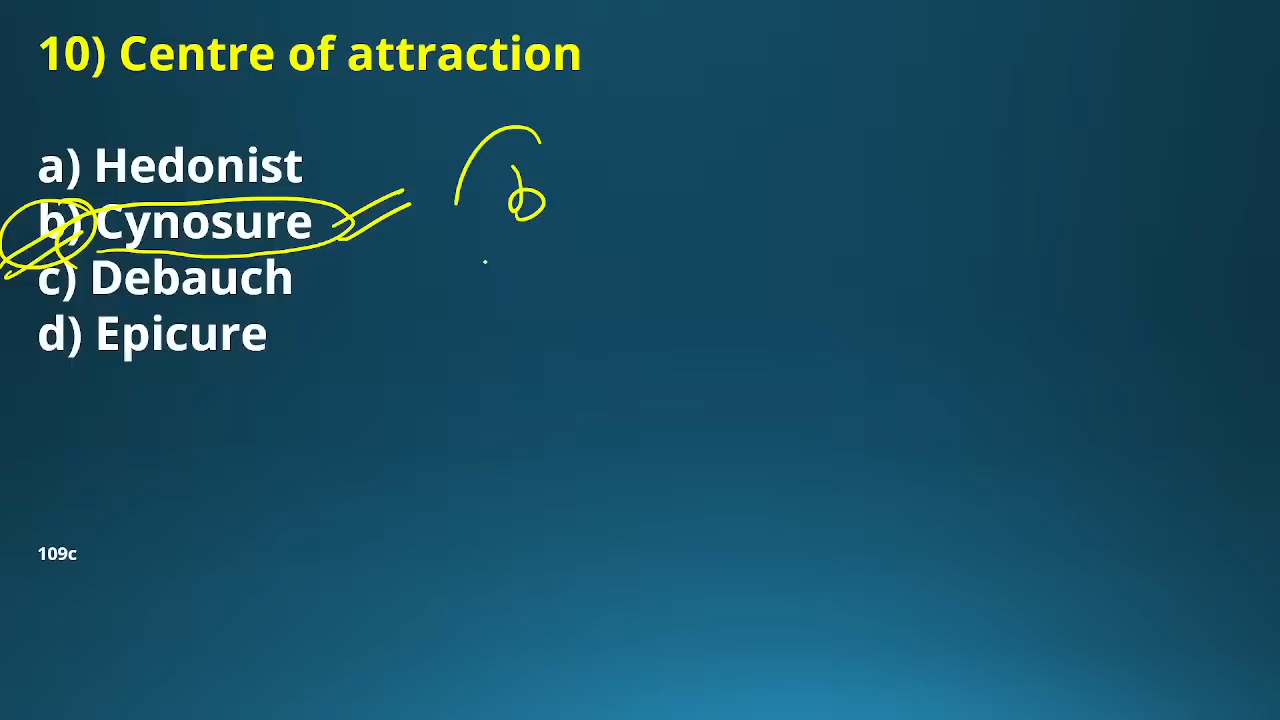 10) Centre of attraction
a) Hedonist
b) Cynosure
c) Debauch
d) Epicure
b
109c